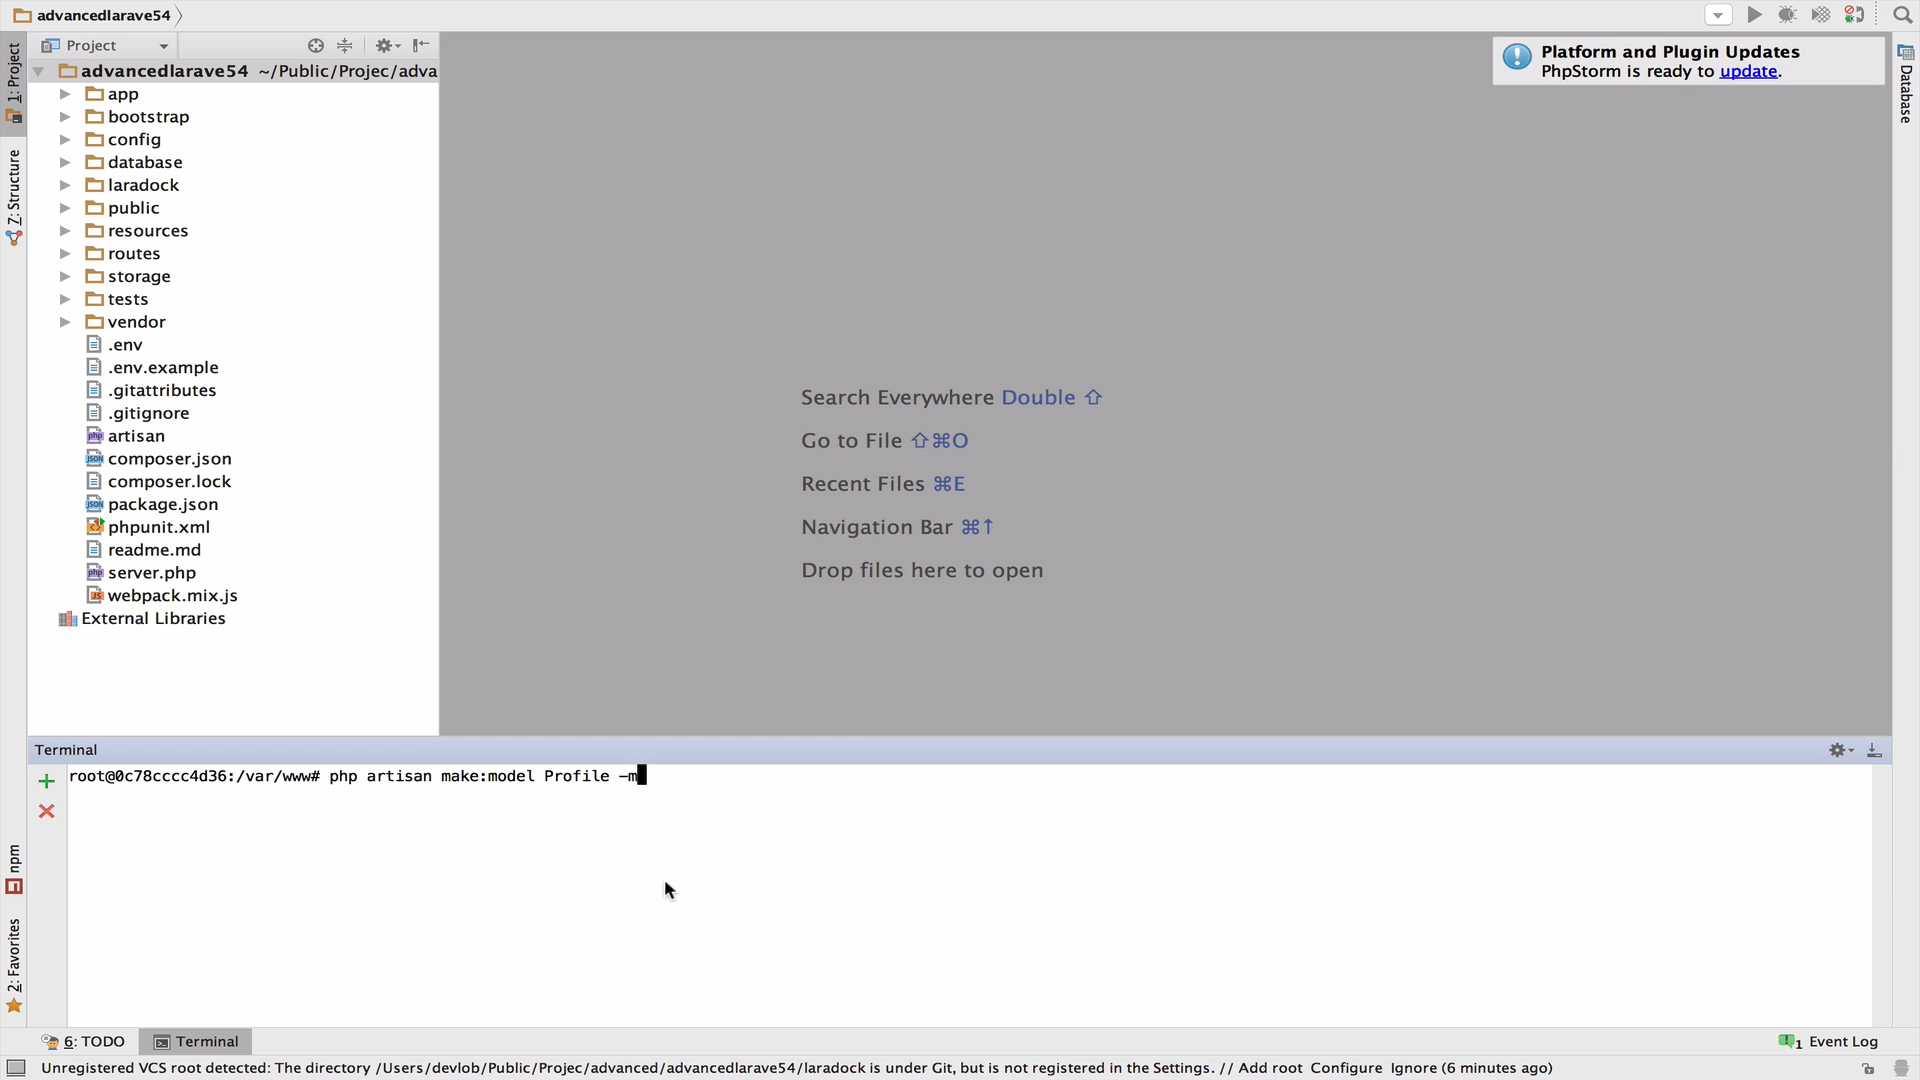 advancedlarave54
Project
advancedlarave54 ~/Public/Projec/adva
app
bootstrap
config
database
laradock
public
resources
routes
storage
tests
vendor
.env
.env.example
.gitattributes
.gitignore
artisan
composer.json
composer.lock
package.json
phpunit.xml
readme.md
server.php
webpack.mix.js
External Libraries
1: Project
7: Structure
npm
2: Favorites
Search Everywhere Double ⇧
Go to File ⇧⌘O
Recent Files ⌘E
Navigation Bar ⌘↑
Drop files here to open
Platform and Plugin Updates
PhpStorm is ready to update.
Database
Terminal
root@0c78cccc4d36:/var/www# php artisan make:model Profile -m
6: TODO
Terminal
1 Event Log
Unregistered VCS root detected: The directory /Users/devlob/Public/Projec/advanced/advancedlarave54/laradock is under Git, but is not registered in the Settings. // Add root Configure Ignore (6 minutes ago)